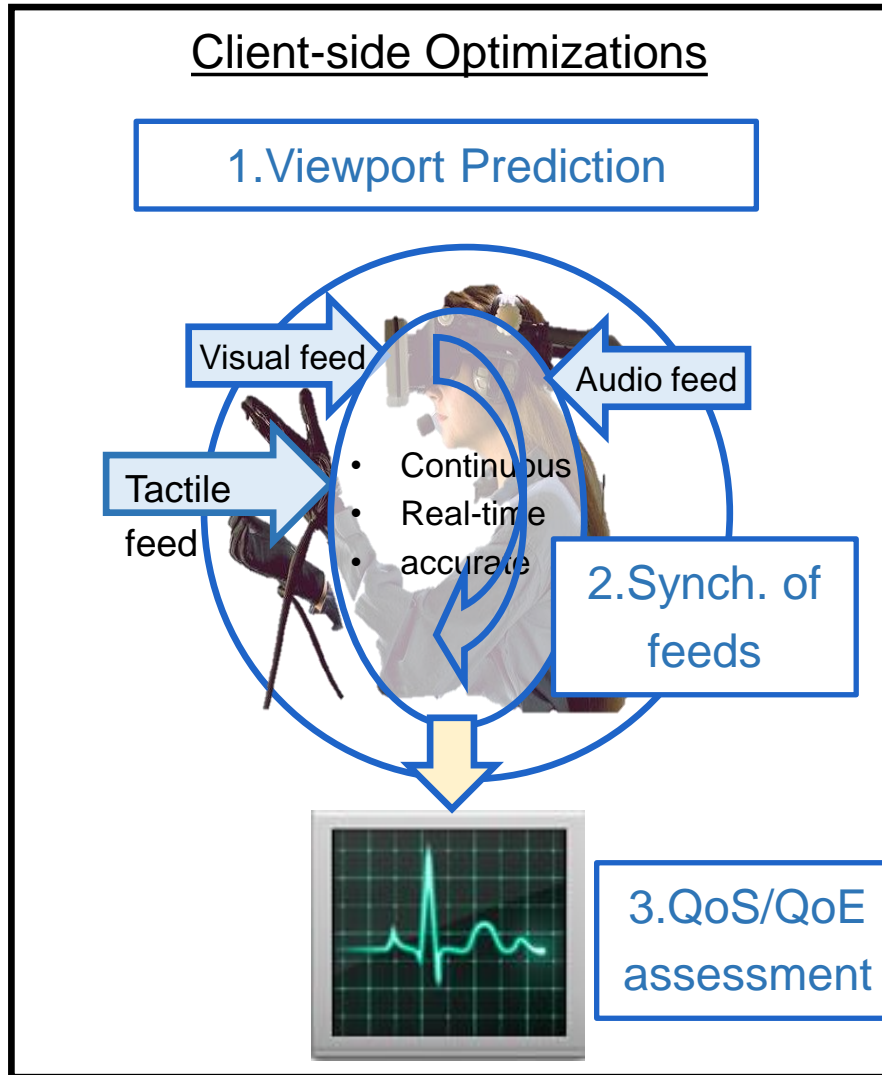 Client-side Optimizations
1.Viewport Prediction
Visual feed
Audio feed
Tactile
feed
• Continuous
• Real-time
• accurate
2.Synch. of
feeds
3.QoS/QoE
assessment